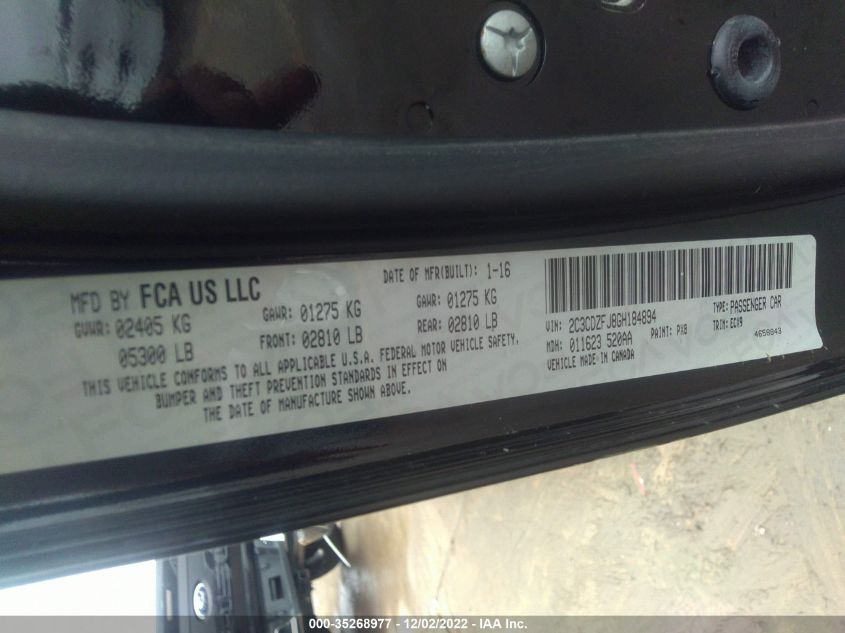 MFD BY FCA US LLC
DATE OF MFR(BUILT): 1-16
GVWR: 02405 KG
GAWR: 01275 KG
GAWR: 01275 KG
05300 LB
FRONT: 02810 LB
REAR: 02810 LB
THIS VEHICLE CONFORMS TO ALL APPLICABLE U.S.A. FEDERAL MOTOR VEHICLE SAFETY,
BUMPER AND THEFT PREVENTION STANDARDS IN EFFECT ON
THE DATE OF MANUFACTURE SHOWN ABOVE.
VIN: 2C3CDZFJ8GH184894
TYPE: PASSENGER CAR
MDH: 011623 520AA
PAINT: PX8
TRIM: ECX9
VEHICLE MADE IN CANADA
4659943
000-35268977 - 12/02/2022 - IAA Inc.